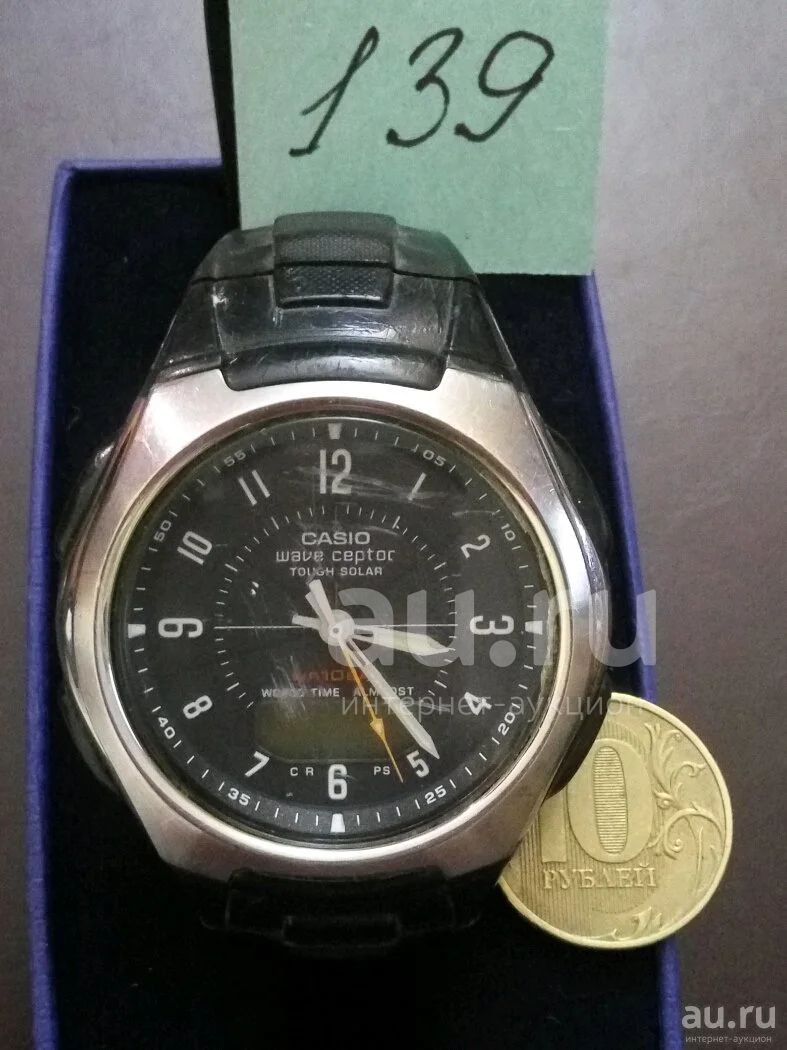 139
12
11 1
10 2
9 3
8 4
7 5
6
55 05
50 10
40 20
35 25
CASIO
wave ceptor
TOUGH SOLAR
au.ru
интернет-аукцион
TIME
C R PS
10
РУБЛЕЙ
au.ru
интернет-аукцион